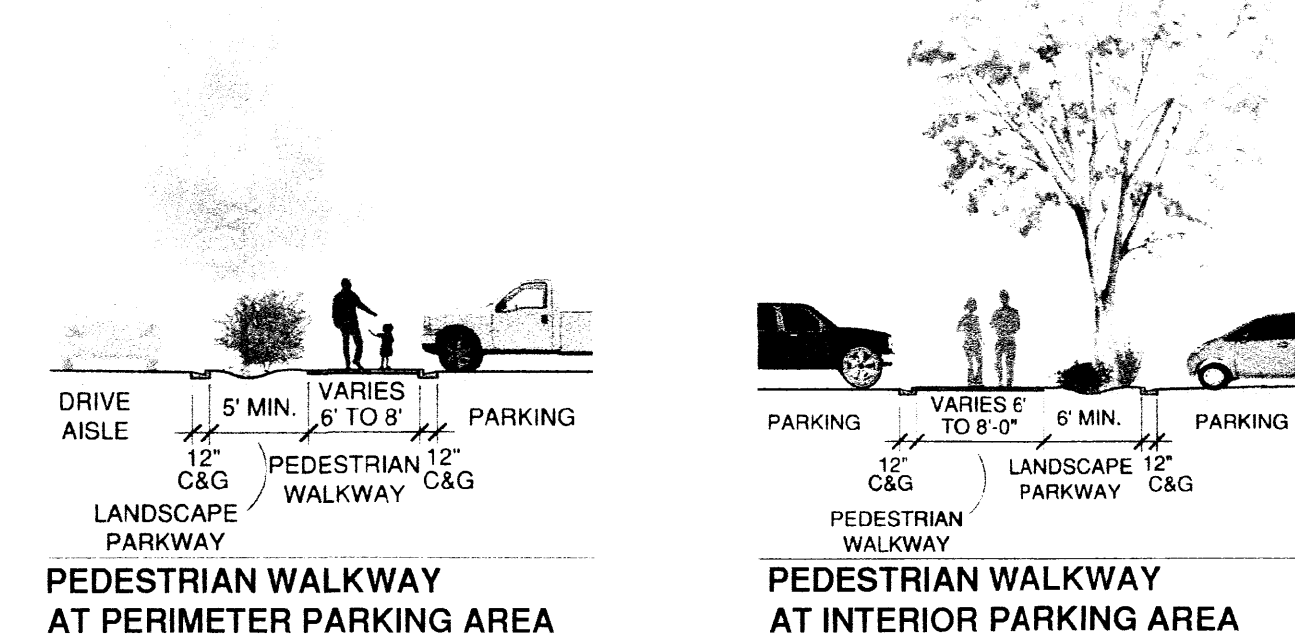 DRIVE
AISLE
5' MIN.
VARIES
6' TO 8'
PARKING
12"
C&G
PEDESTRIAN
WALKWAY
12"
C&G
LANDSCAPE
PARKWAY
PEDESTRIAN WALKWAY
AT PERIMETER PARKING AREA
PARKING
VARIES 6'
TO 8'-0"
6' MIN.
PARKING
12"
C&G
LANDSCAPE
PARKWAY
12"
C&G
PEDESTRIAN
WALKWAY
PEDESTRIAN WALKWAY
AT INTERIOR PARKING AREA